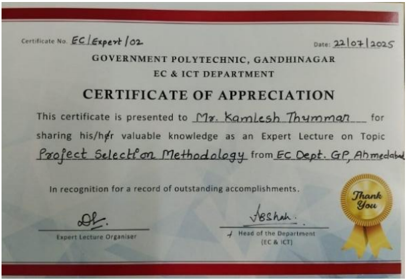 Certificate No. EC/Expert/02 Date: 22/07/2025
GOVERNMENT POLYTECHNIC, GANDHINAGAR
EC & ICT DEPARTMENT
CERTIFICATE OF APPRECIATION
This certificate is presented to Mr. Kamlesh Thummar for
sharing his/her valuable knowledge as an Expert Lecture on Topic
Project Selection Methodology from EC Dept. GP, Ahmedabad
In recognition for a record of outstanding accomplishments.
Thank
You
Expert Lecture Organiser Head of the Department
(EC & ICT)